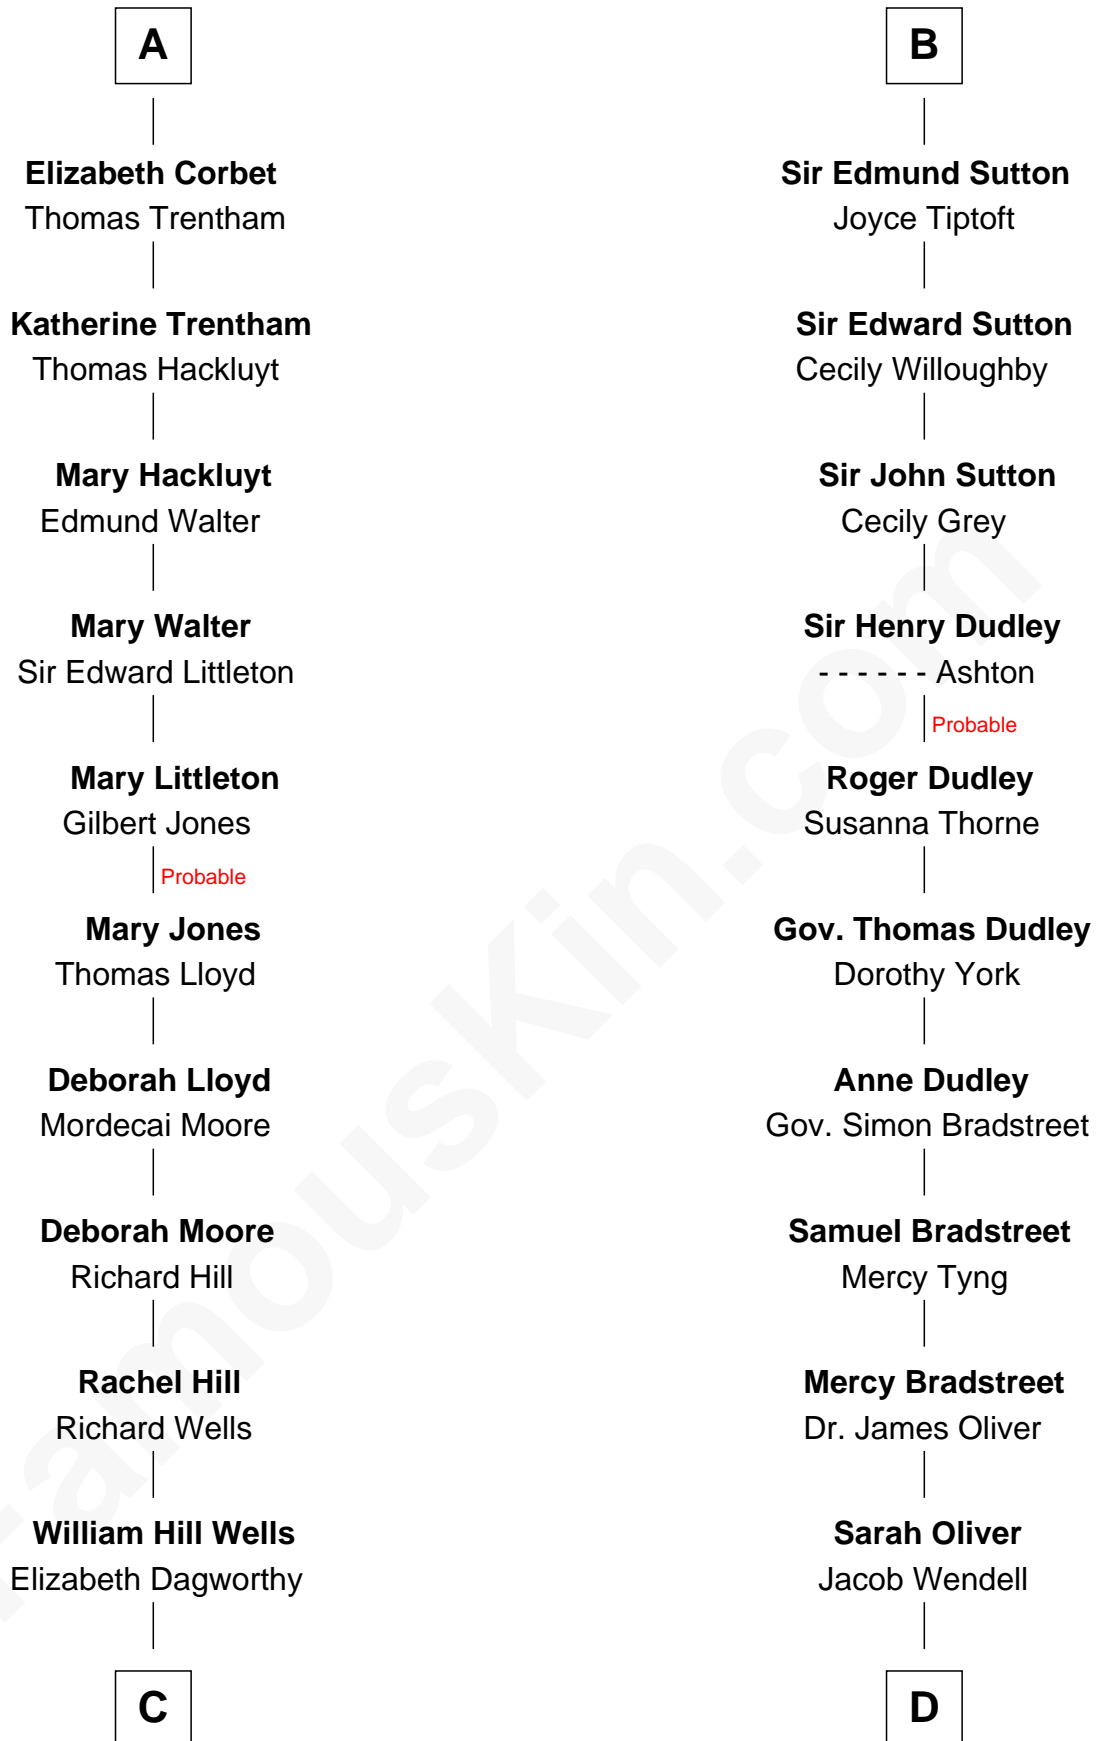 A
Elizabeth Corbet
Thomas Trentham
Katherine Trentham
Thomas Hackluyt
Mary Hackluyt
Edmund Walter
Mary Walter
Sir Edward Littleton
Mary Littleton
Gilbert Jones
Probable
Mary Jones
Thomas Lloyd
Deborah Lloyd
Mordecai Moore
Deborah Moore
Richard Hill
Rachel Hill
Richard Wells
William Hill Wells
Elizabeth Dagworthy
C
B
Sir Edmund Sutton
Joyce Tiptoft
Sir Edward Sutton
Cecily Willoughby
Sir John Sutton
Cecily Grey
Sir Henry Dudley
- - - - - - Ashton
Probable
Roger Dudley
Susanna Thorne
Gov. Thomas Dudley
Dorothy York
Anne Dudley
Gov. Simon Bradstreet
Samuel Bradstreet
Mercy Tyng
Mercy Bradstreet
Dr. James Oliver
Sarah Oliver
Jacob Wendell
D
FamousKin.com